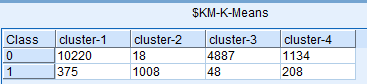 $KM-K-Means
Class cluster-1 cluster-2 cluster-3 cluster-4
0 10220 18 4887 1134
1 375 1008 48 208